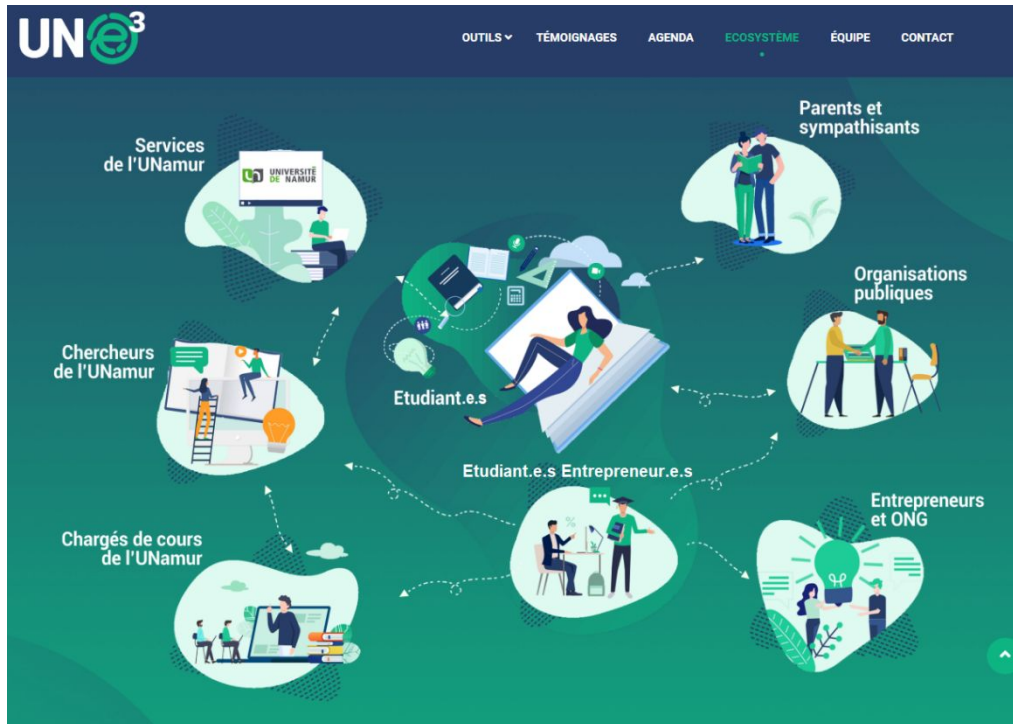 UNe³
OUTILS TÉMOIGNAGES AGENDA ECOSYSTÈME ÉQUIPE CONTACT
Parents et
sympathisants
Services
de l'UNamur
UNIVERSITÉ
DE NAMUR
Organisations
publiques
Chercheurs
de l'UNamur
Etudiant.e.s
Etudiant.e.s Entrepreneur.e.s
Entrepreneurs
et ONG
%
Chargés de cours
de l'UNamur